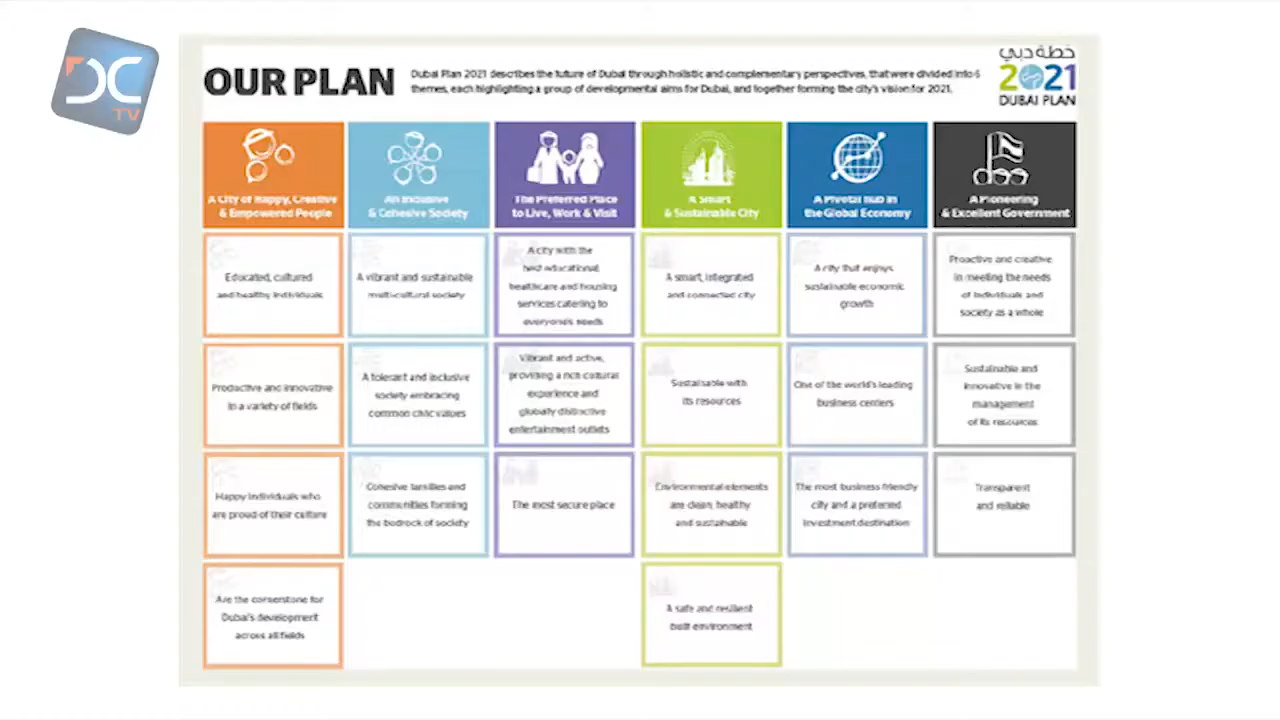 DC
TV
OUR PLAN
Dubai Plan 2021 describes the future of Dubai through holistic and complementary perspectives, that were divided into 6
themes, each highlighting a group of developmental aims for Dubai, and together forming the city's vision for 2021.
خطة دبي
2021
DUBAI PLAN
A City of Happy, Creative
& Empowered People
An Inclusive
& Cohesive Society
The Preferred Place
to Live, Work & Visit
A Smart
& Sustainable City
A Pivotal Hub in
the Global Economy
A Pioneering
& Excellent Government
Educated, cultured
and healthy individuals
A vibrant and sustainable
multi-cultural society
A city with the
best educational,
healthcare and housing
services catering to
everyone's needs
A smart, integrated
and connected city
A city that enjoys
sustainable economic
growth
Proactive and creative
in meeting the needs
of individuals and
society as a whole
Productive and innovative
in a variety of fields
A tolerant and inclusive
society embracing
common civic values
Vibrant and active,
providing a rich cultural
experience and
globally distinctive
entertainment outlets
Sustainable with
its resources
One of the world's leading
business centers
Sustainable and
innovative in the
management
of its resources
Happy individuals who
are proud of their culture
Cohesive families and
communities forming
the bedrock of society
The most secure place
Environmental elements
are clean, healthy
and sustainable
The most business friendly
city and a preferred
investment destination
Transparent
and reliable
Are the cornerstone for
Dubai's development
across all fields
A safe and resilient
built environment